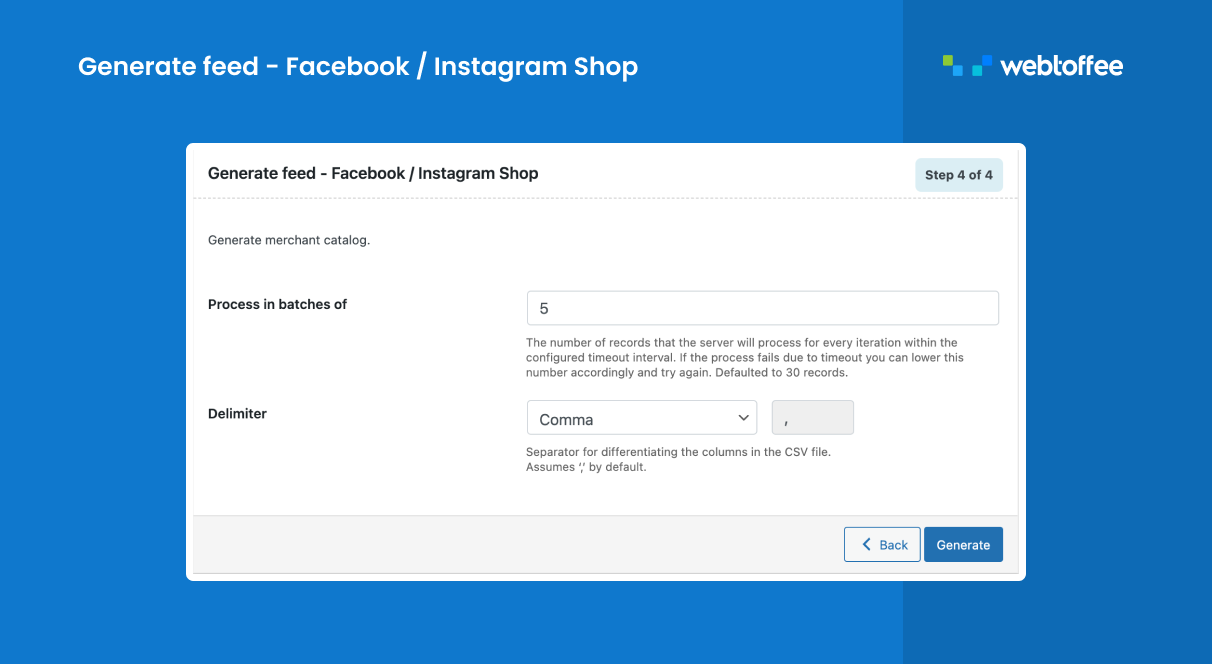 Generate feed - Facebook / Instagram Shop
webtoffee
Generate feed - Facebook / Instagram Shop
Step 4 of 4
Generate merchant catalog.
Process in batches of
5
The number of records that the server will process for every iteration within the
configured timeout interval. If the process fails due to timeout you can lower this
number accordingly and try again. Defaulted to 30 records.
Delimiter
Comma
,
Separator for differentiating the columns in the CSV file.
Assumes ‘,’ by default.
Back
Generate